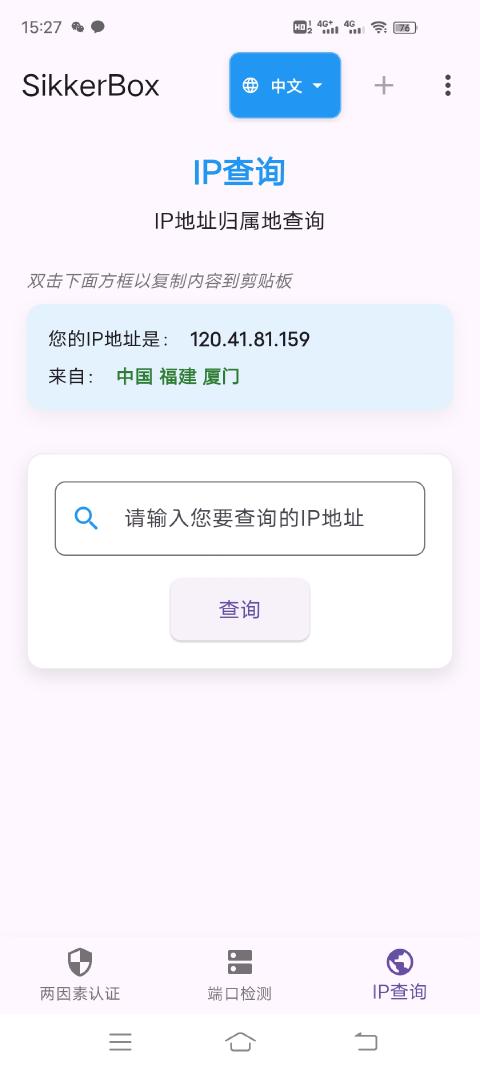 15:27 HD 1 2 4G+ 4G 76
SikkerBox
中文
IP查询
IP地址归属地查询
双击下面方框以复制内容到剪贴板
您的IP地址是： 120.41.81.159
来自： 中国 福建 厦门
请输入您要查询的IP地址
查询
两因素认证 端口检测 IP查询